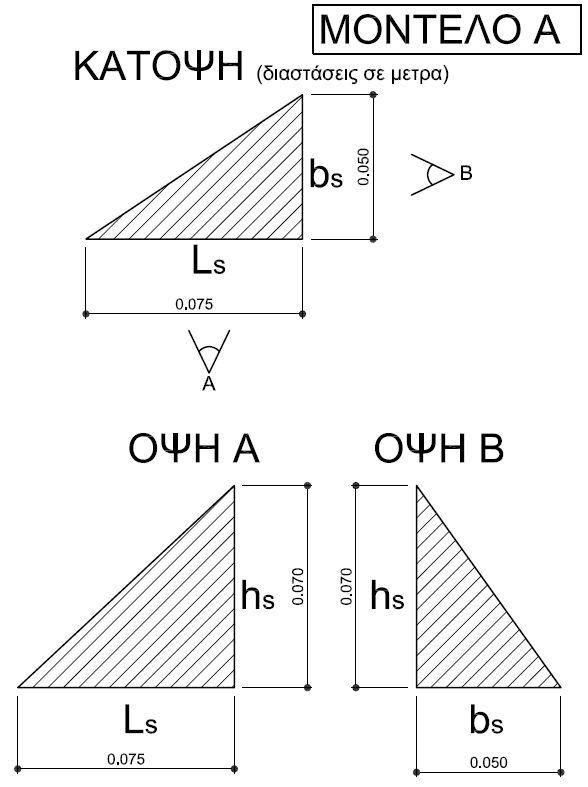 ΜΟΝΤΕΛΟ Α
ΚΑΤΟΨΗ (διαστάσεις σε μετρα)
bs
0.050
B
Ls
0.075
A
ΟΨΗ Α
ΟΨΗ Β
hs
0.070
0.070
hs
Ls
bs
0.075
0.050